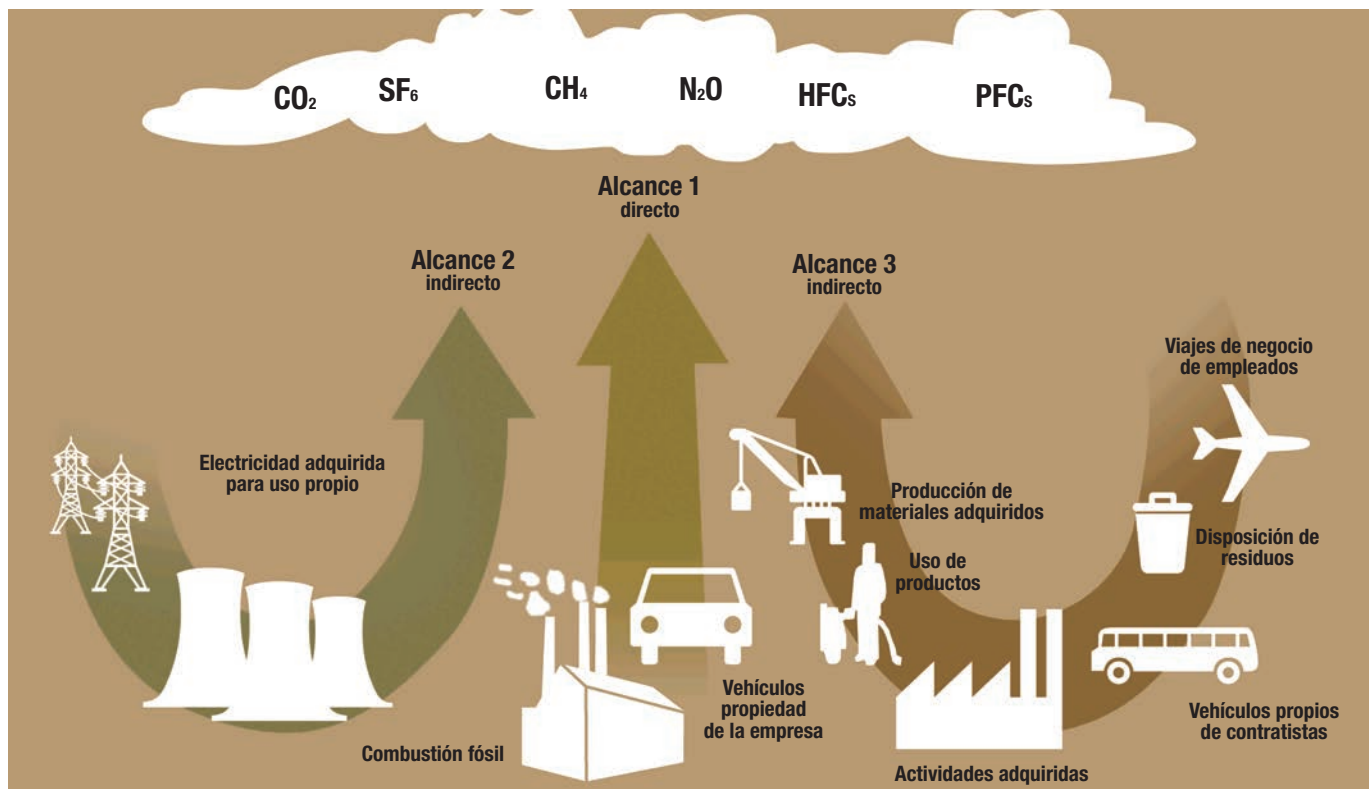 CO₂ SF₆ CH₄ N₂O HFCs PFCs
Alcance 1
directo
Alcance 2
indirecto
Alcance 3
indirecto
Electricidad adquirida
para uso propio
Combustión fósil
Vehículos
propiedad
de la empresa
Producción de
materiales adquiridos
Uso de
productos
Actividades adquiridas
Viajes de negocio
de empleados
Disposición de
residuos
Vehículos propios
de contratistas